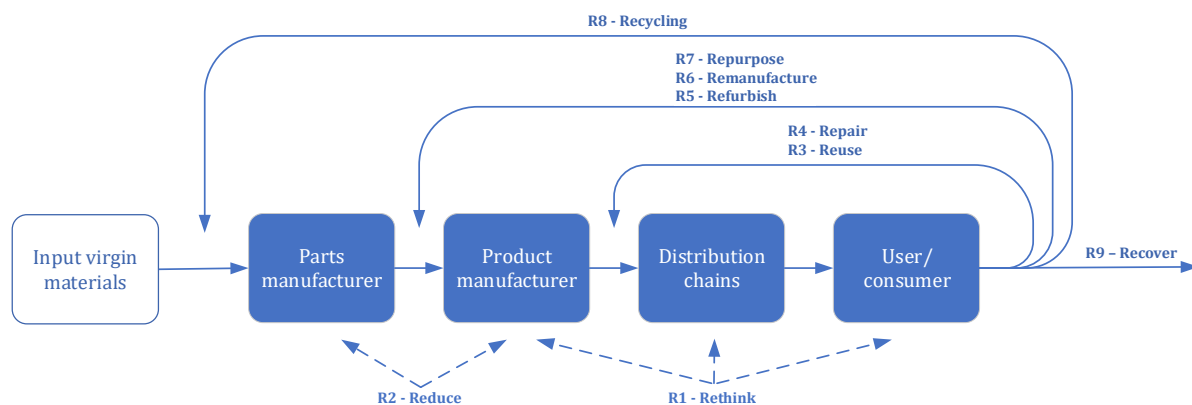 R8 - Recycling
R7 - Repurpose
R6 - Remanufacture
R5 - Refurbish
R4 - Repair
R3 - Reuse
Input virgin
materials
Parts
manufacturer
Product
manufacturer
Distribution
chains
User/
consumer
R9 – Recover
R2 - Reduce
R1 - Rethink